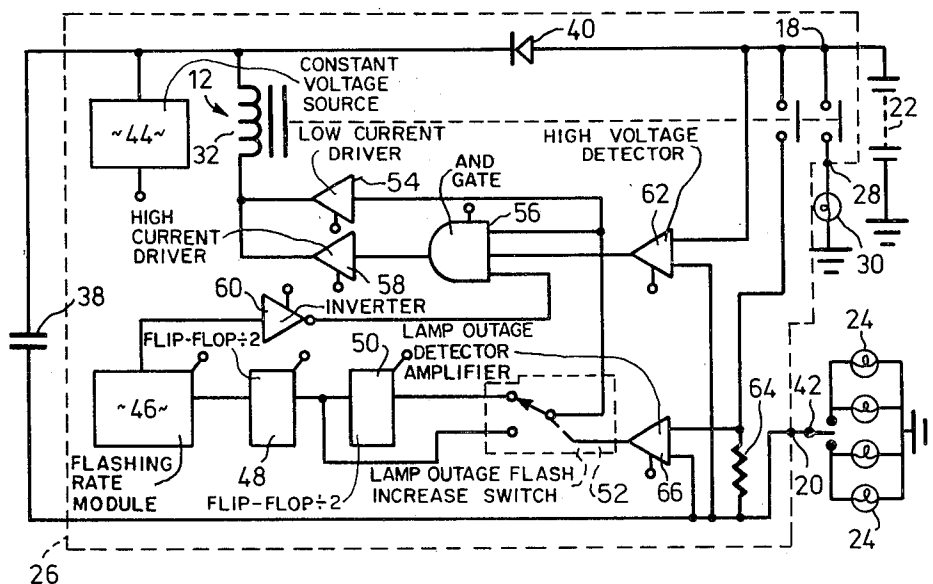 40
18
CONSTANT
VOLTAGE
SOURCE
12
~44~
32
LOW CURRENT
DRIVER
HIGH VOLTAGE
DETECTOR
22
AND
GATE
54
56
62
28
30
HIGH
CURRENT
DRIVER
58
38
60
INVERTER
FLIP-FLOP÷2
LAMP OUTAGE
DETECTOR
AMPLIFIER
50
24
~46~
64
42
48
FLASHING
RATE
MODULE
FLIP-FLOP÷2
LAMP OUTAGE FLASH
INCREASE SWITCH
52
66
20
24
26